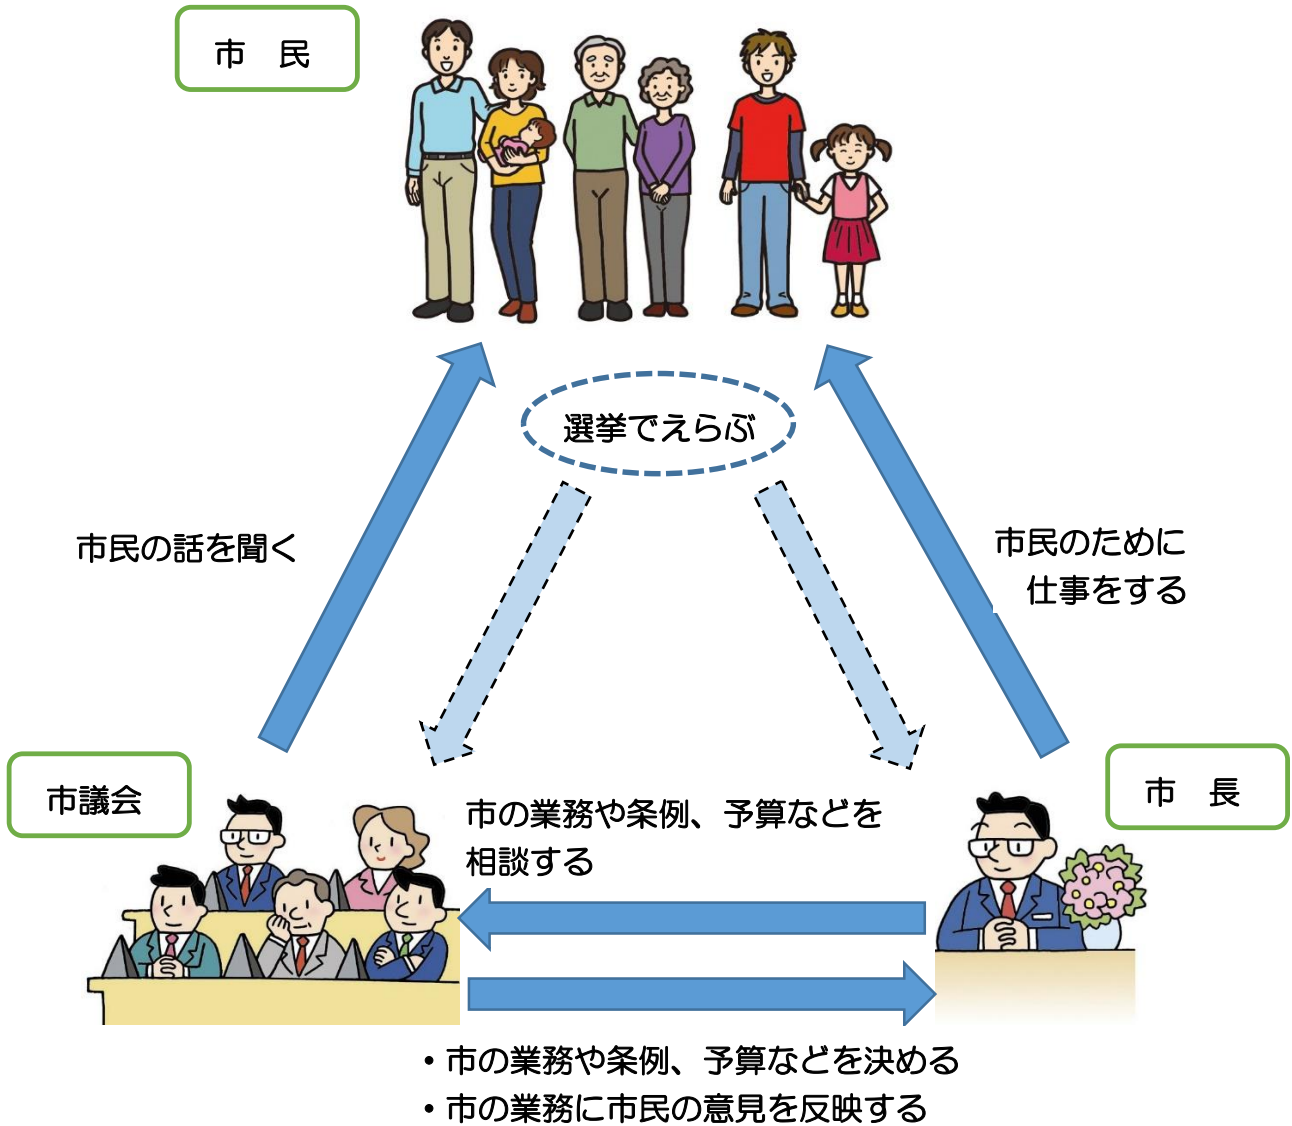 市　民
選挙でえらぶ
市民の話を聞く
市民のために
仕事をする
市議会
市　長
市の業務や条例、予算などを
相談する
・市の業務や条例、予算などを決める
・市の業務に市民の意見を反映する